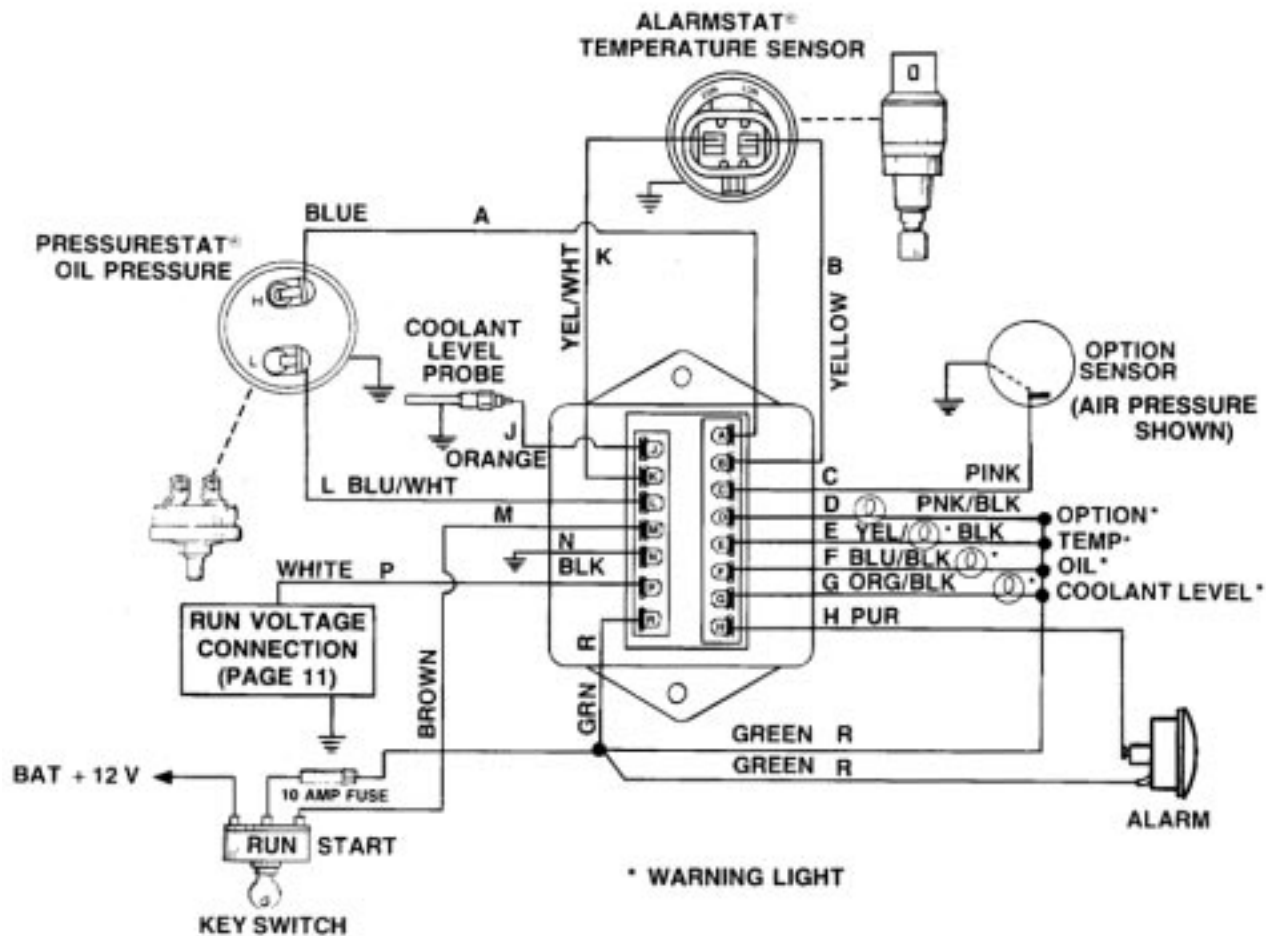 ALARMSTAT®
TEMPERATURE SENSOR
BLUE A
PRESSURESTAT®
OIL PRESSURE
H
L
YEL/WHT
K
B
YELLOW
COOLANT
LEVEL
PROBE
J
ORANGE
OPTION
SENSOR
(AIR PRESSURE
SHOWN)
L BLU/WHT
M
N
BLK
WHITE P
J
K
L
M
N
P
R
A
B
C
D
E
F
G
H
C PINK
D PNK/BLK
OPTION*
E YEL/ * BLK
TEMP*
F BLU/BLK *
OIL*
G ORG/BLK *
COOLANT LEVEL*
H PUR
RUN VOLTAGE
CONNECTION
(PAGE 11)
BROWN
GRN R
GREEN R
GREEN R
BAT + 12 V
10 AMP FUSE
RUN START
KEY SWITCH
ALARM
* WARNING LIGHT